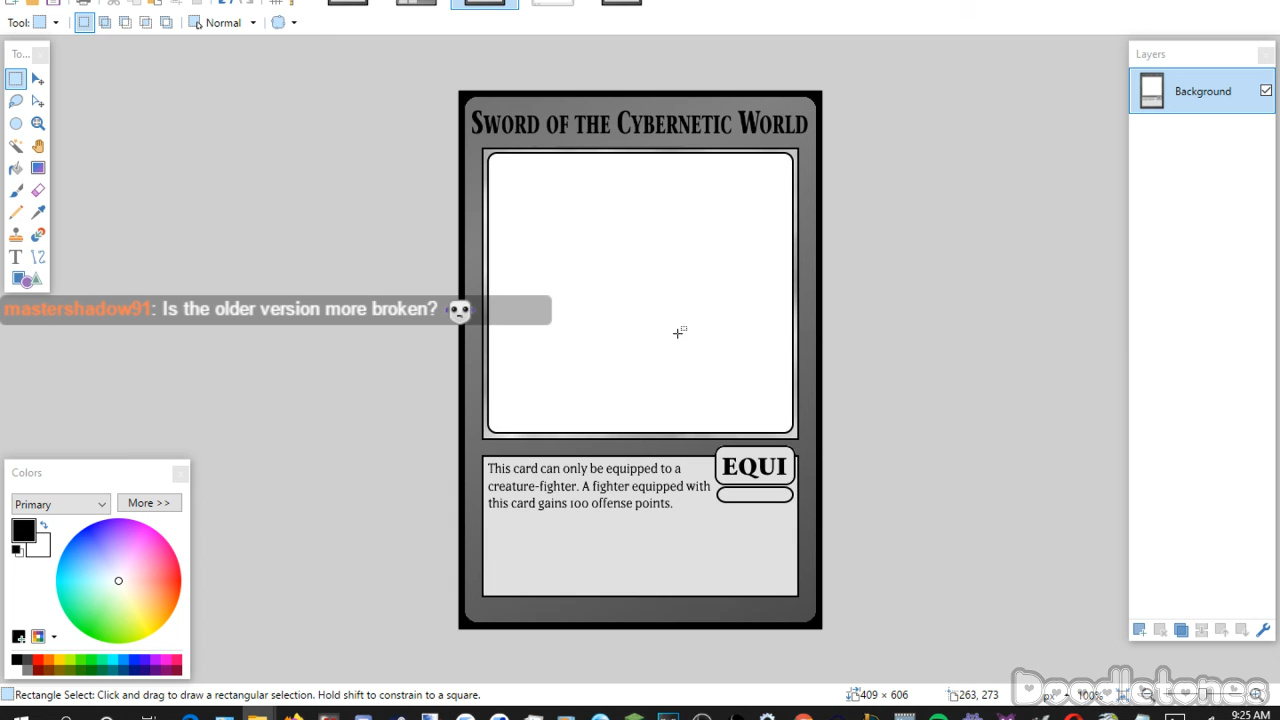 Tool:
Normal
To...
Layers
Background
Sword of the Cybernetic World
mastershadow91: Is the older version more broken?
This card can only be equipped to a
creature-fighter. A fighter equipped with
this card gains 100 offense points.
EQUI
Colors
Primary
More >>
Rectangle Select: Click and drag to draw a rectangular selection. Hold shift to constrain to a square.
409 × 606
263, 273
px
100%
Doodletones
9:25 AM